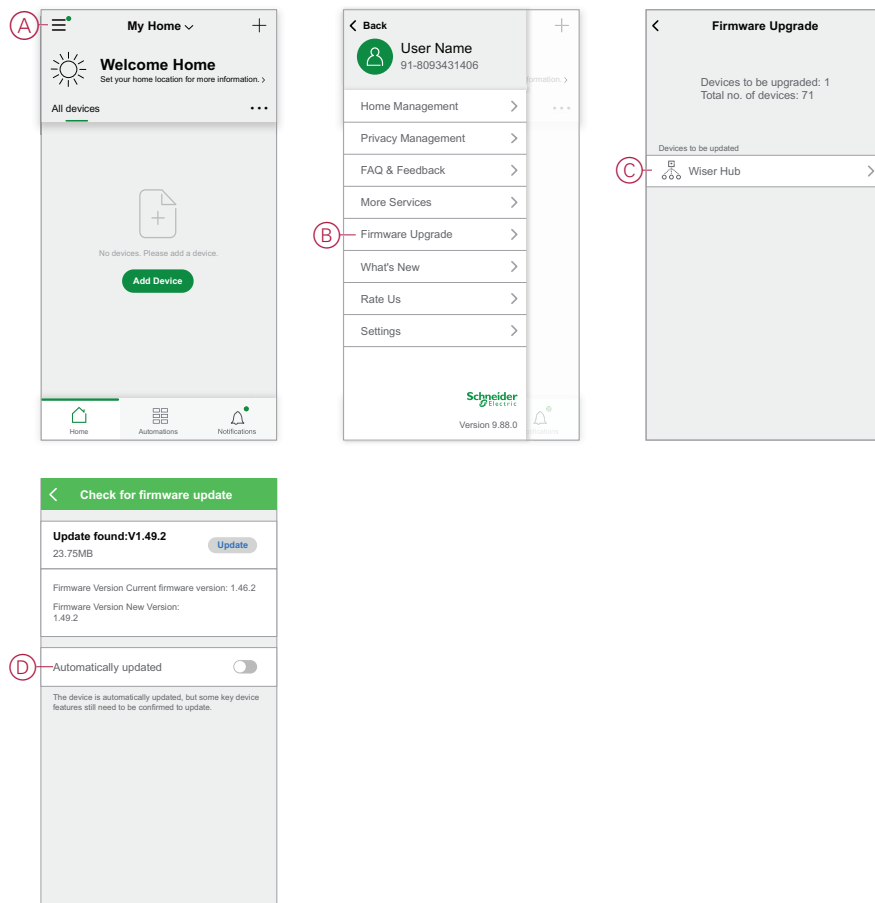 A
My Home
Welcome Home
Set your home location for more information. >
All devices
No devices. Please add a device.
Add Device
Home
Automations
Notifications
Back
User Name
91-8093431406
Home Management
Privacy Management
FAQ & Feedback
More Services
B
Firmware Upgrade
What's New
Rate Us
Settings
Schneider
Electric
Version 9.88.0
Firmware Upgrade
Devices to be upgraded: 1
Total no. of devices: 71
Devices to be updated
C
Wiser Hub
Check for firmware update
Update found:V1.49.2
23.75MB
Update
Firmware Version Current firmware version: 1.46.2
Firmware Version New Version:
1.49.2
D
Automatically updated
The device is automatically updated, but some key device
features still need to be confirmed to update.